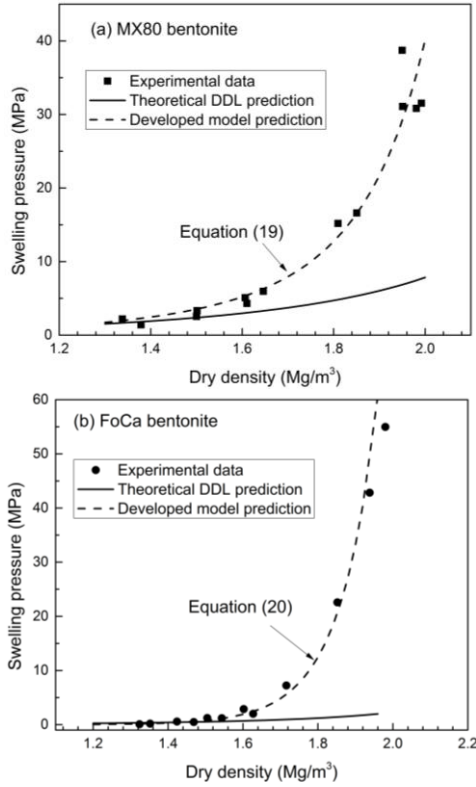 (a) MX80 bentonite
Experimental data
Theoretical DDL prediction
Developed model prediction
Equation (19)
Swelling pressure (MPa)
40
30
20
10
0
1.2 1.4 1.6 1.8 2.0
Dry density (Mg/m³)
(b) FoCa bentonite
Experimental data
Theoretical DDL prediction
Developed model prediction
Equation (20)
Swelling pressure (MPa)
60
50
40
30
20
10
0
1.2 1.4 1.6 1.8 2.0 2.2
Dry density (Mg/m³)